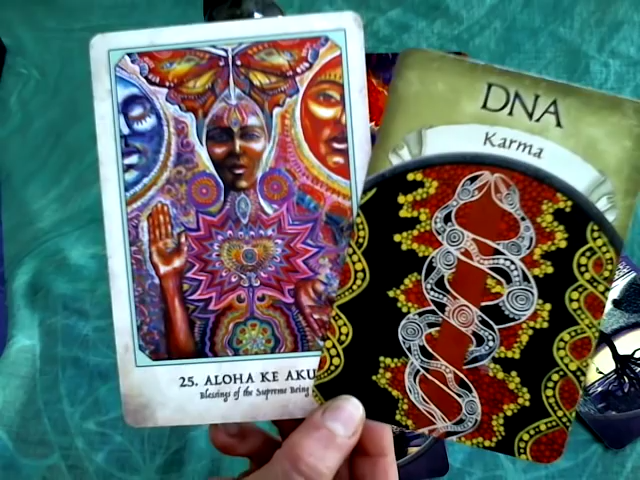 25. ALOHA KE AKU
Blessings of the Supreme Being
DNA
Karma